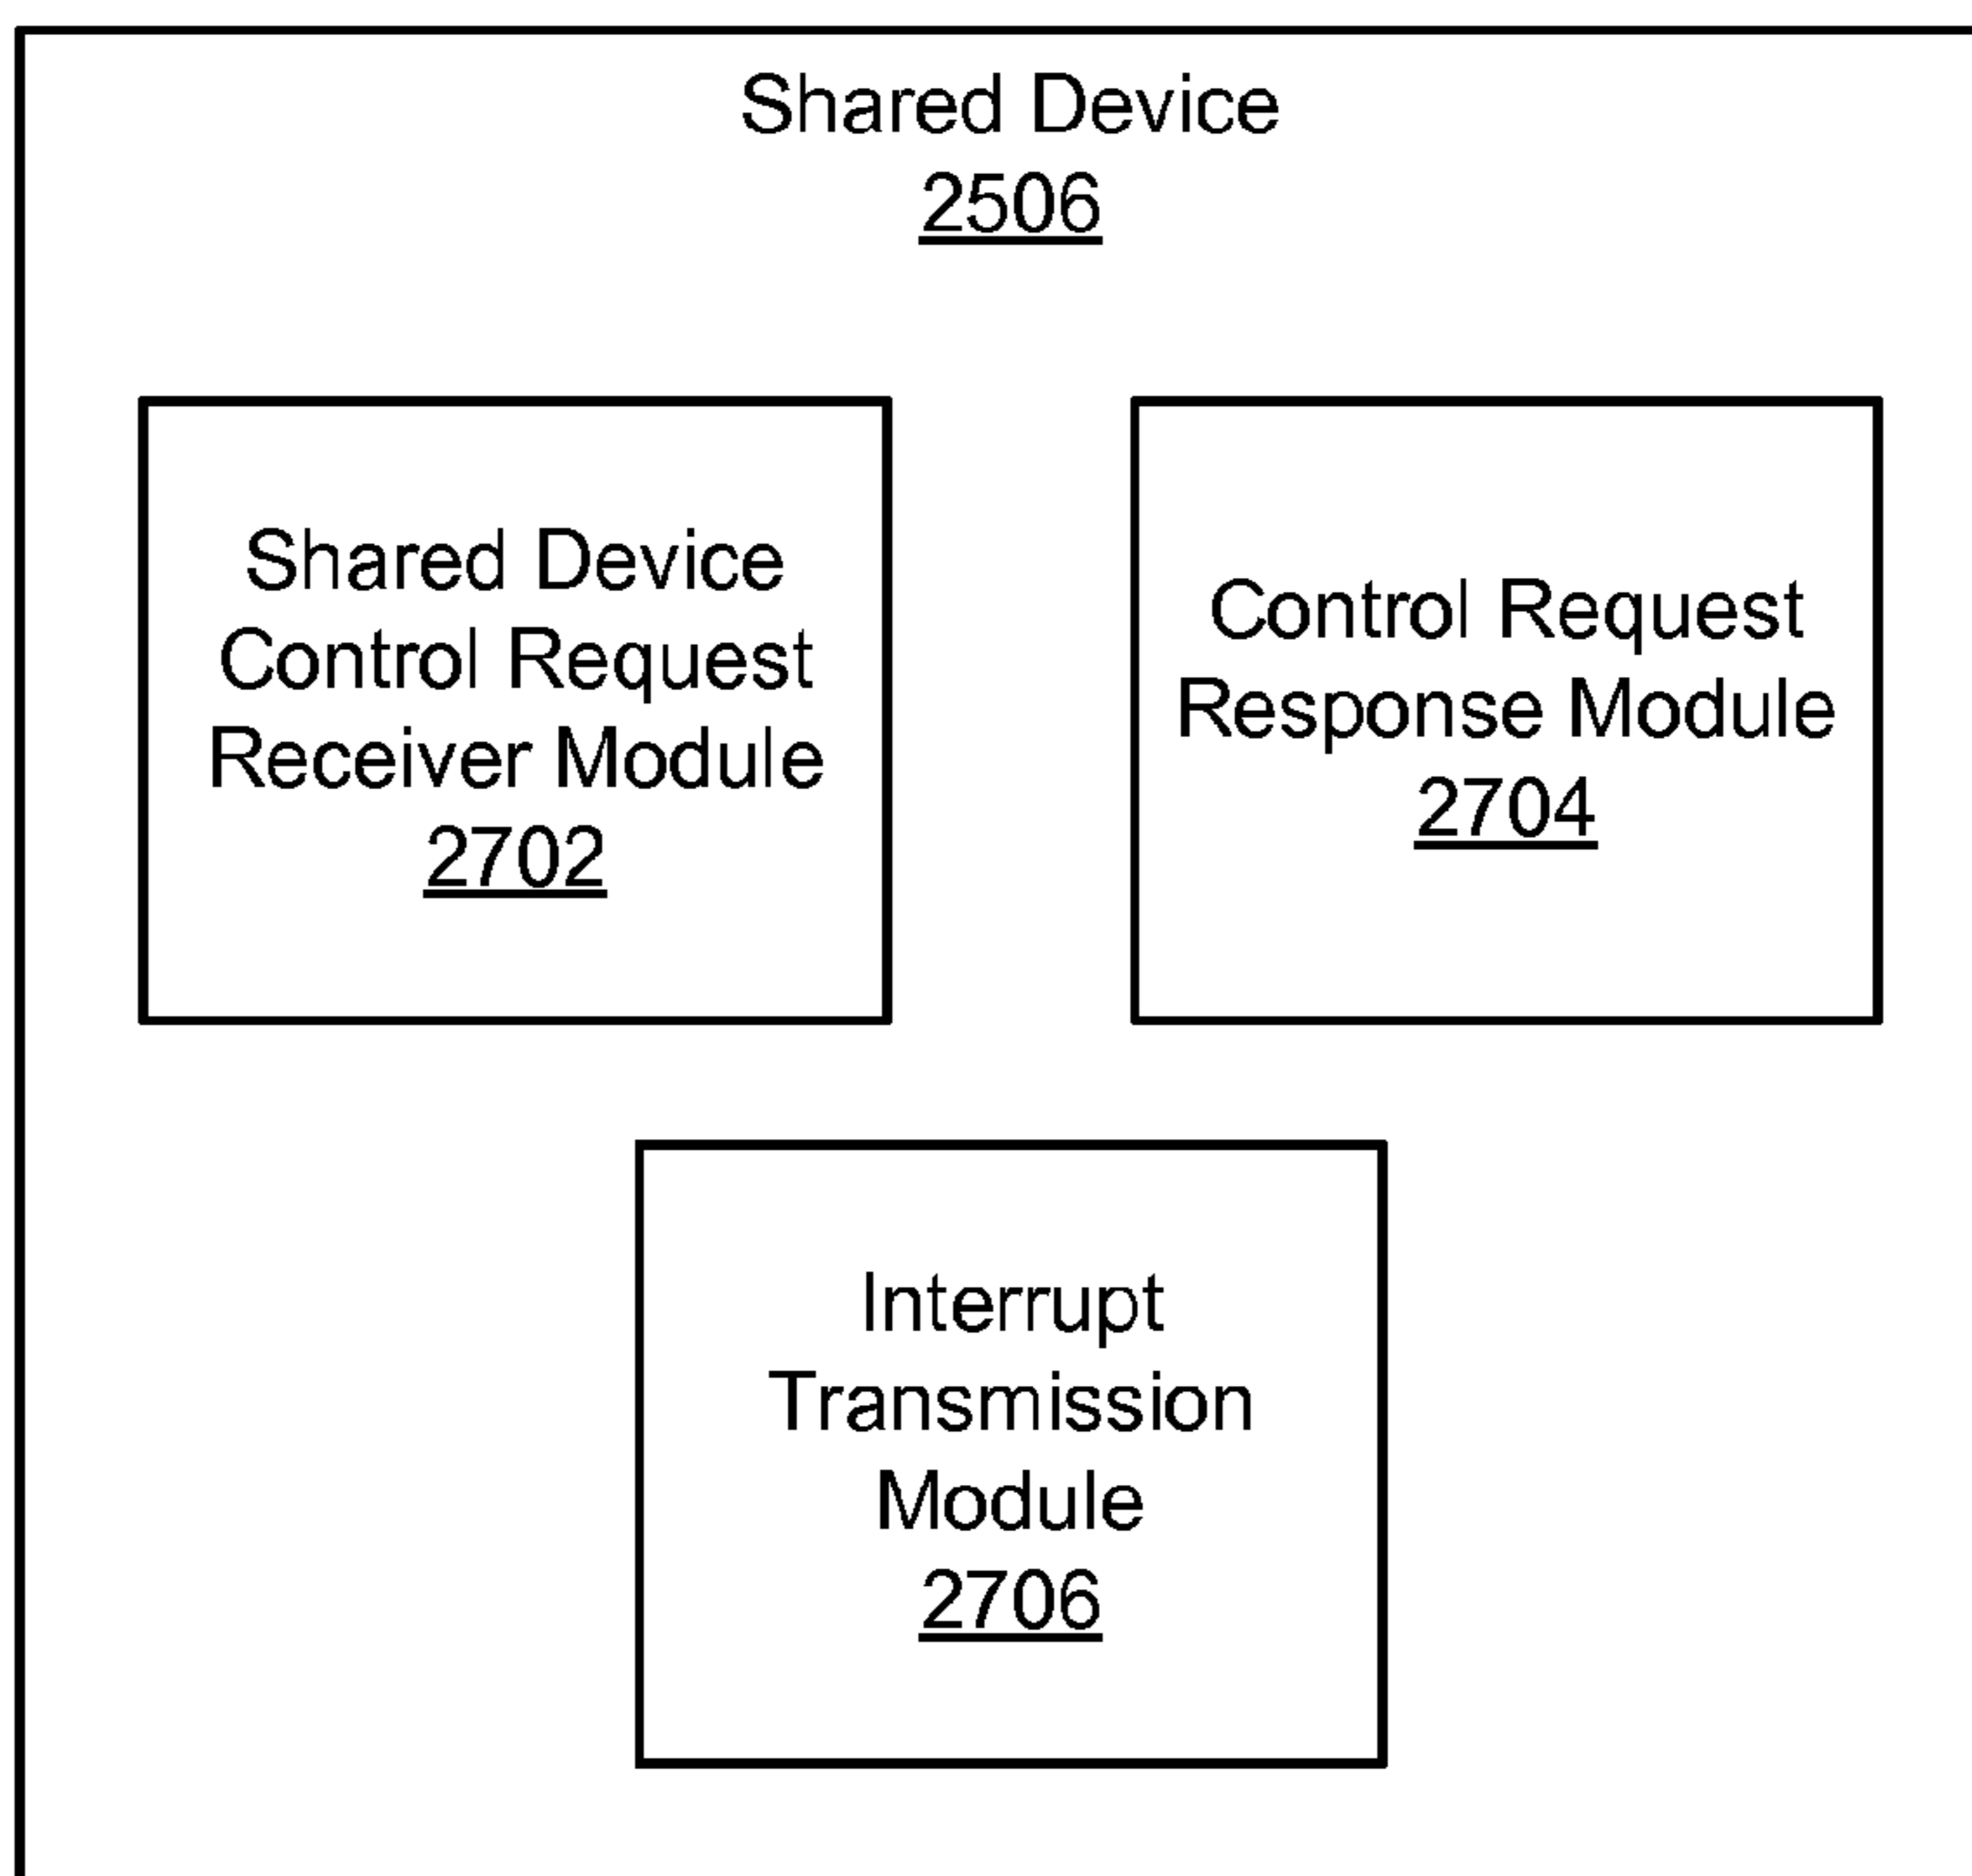 Shared Device
2506
Shared Device
Control Request
Receiver Module
2702
Control Request
Response Module
2704
Interrupt
Transmission
Module
2706